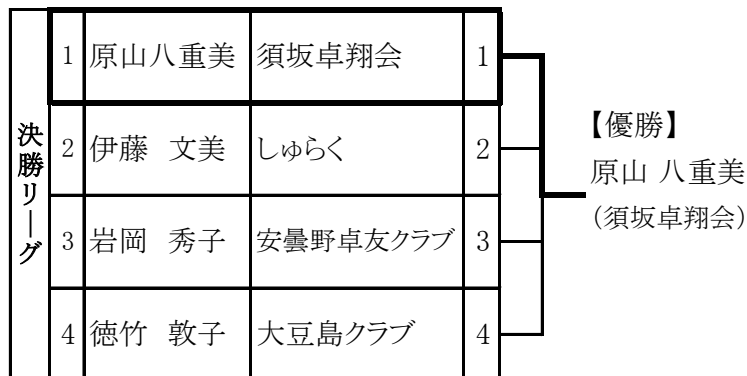 決勝リーグ
1 原山八重美 須坂卓翔会 1
2 伊藤 文美 しゅらく 2
3 岩岡 秀子 安曇野卓友クラブ 3
4 徳竹 敦子 大豆島クラブ 4
【優勝】
原山 八重美
(須坂卓翔会)